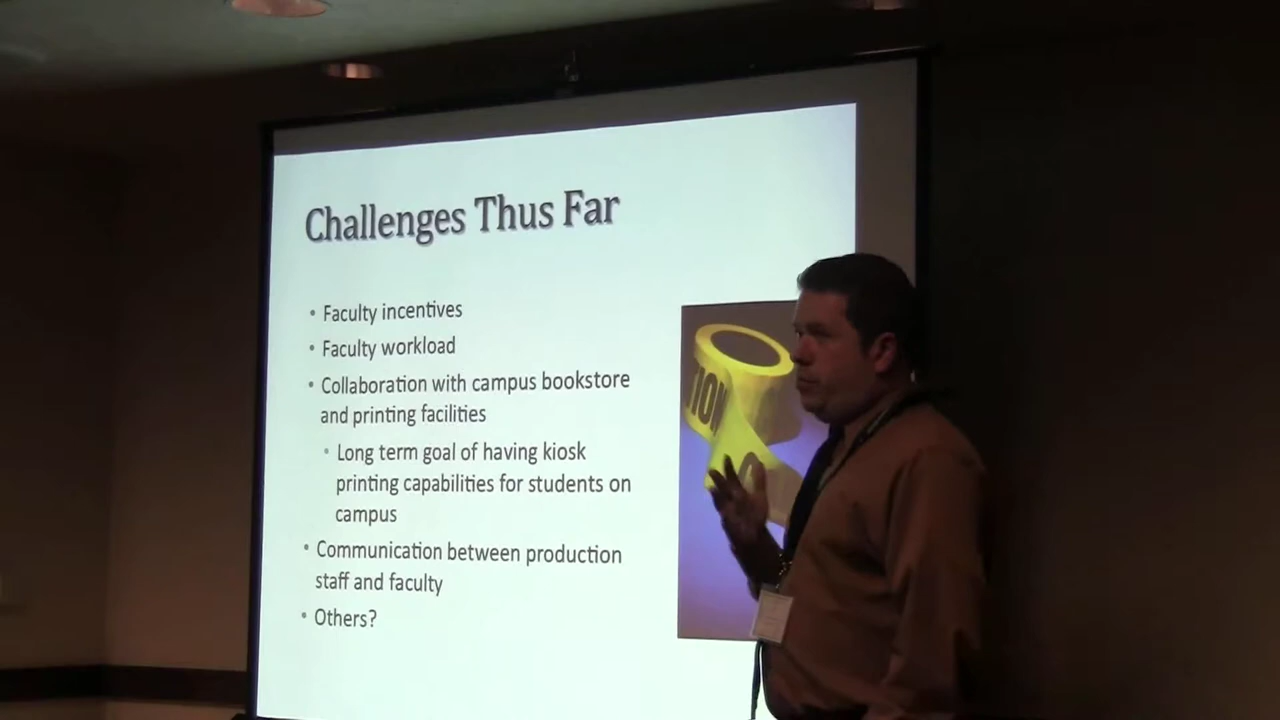 Challenges Thus Far
• Faculty incentives
• Faculty workload
• Collaboration with campus bookstore
and printing facilities
• Long term goal of having kiosk
printing capabilities for students on
campus
• Communication between production
staff and faculty
• Others?
TION